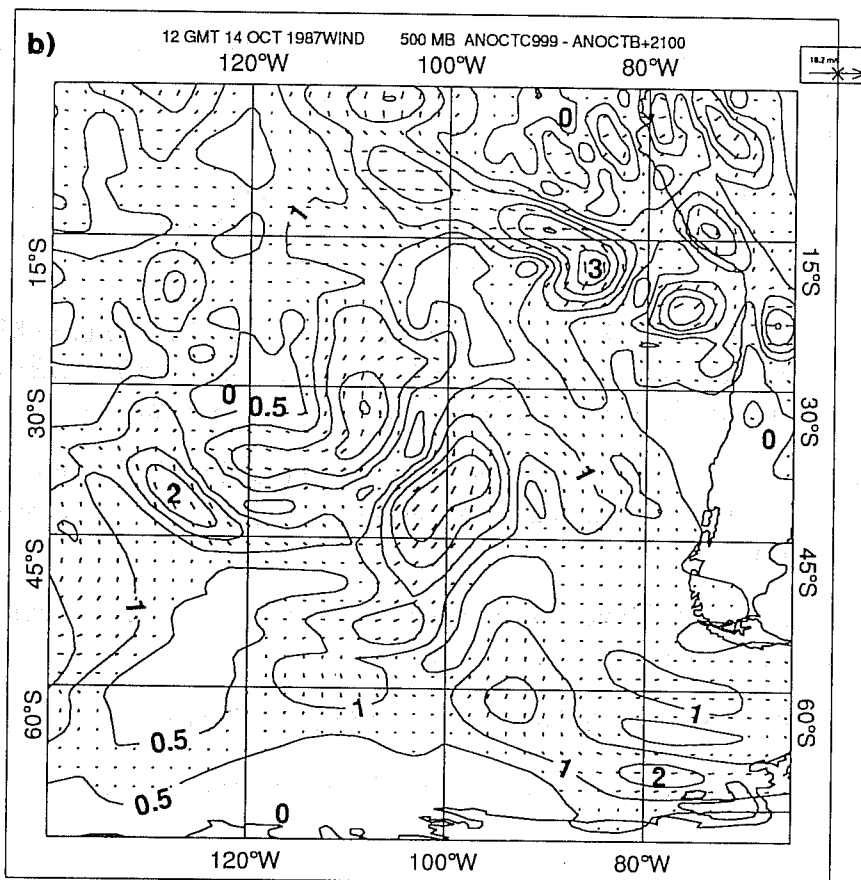 b)
12 GMT 14 OCT 1987WIND 500 MB ANOCTC999 - ANOCTB+2100
120°W 100°W 80°W
0
1
15°S 3 15°S
0 0.5
30°S 30°S
0
2 1
45°S 45°S
1
60°S 1 1 60°S
0.5
1 2
0.5
0
120°W 100°W 80°W